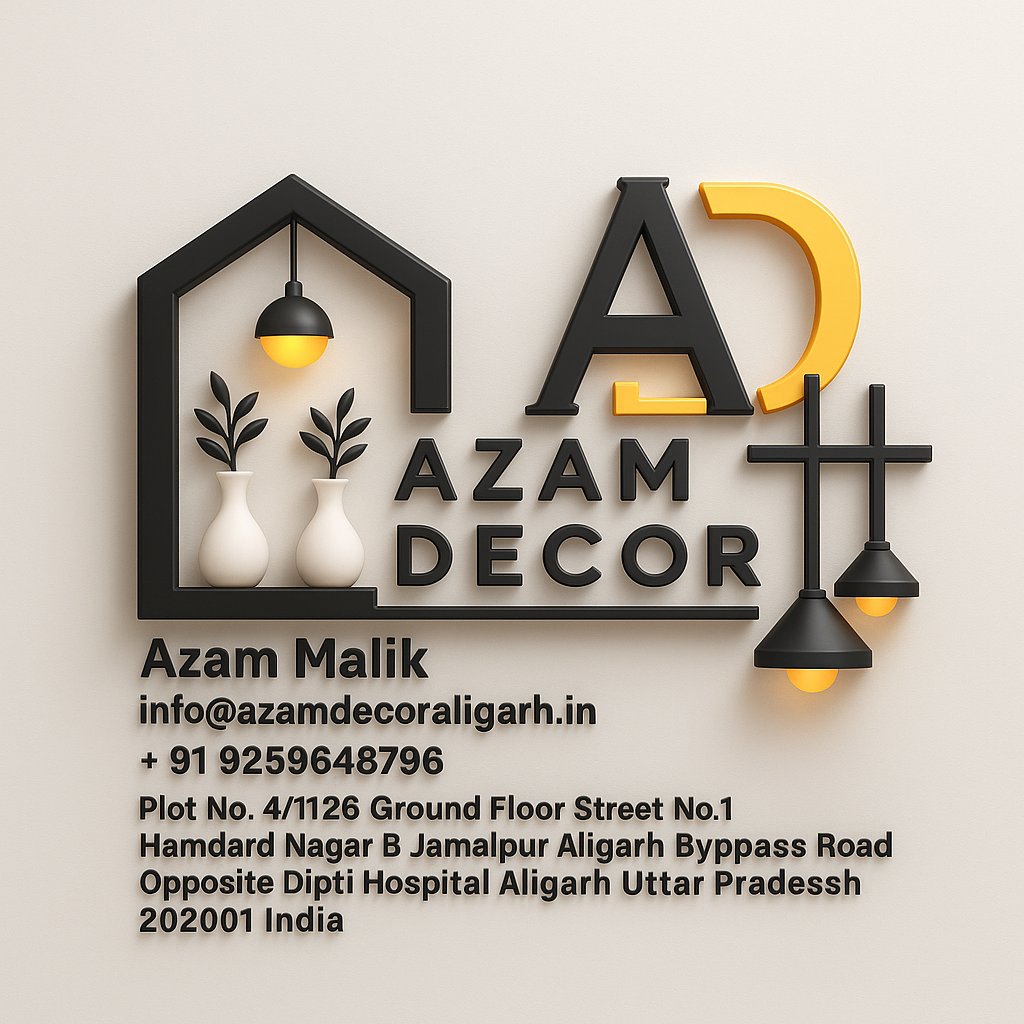 AD
AZAM
DECOR
Azam Malik
info@azamdecoraligarh.in
+ 91 9259648796
Plot No. 4/1126 Ground Floor Street No.1
Hamdard Nagar B Jamalpur Aligarh Byppass Road
Opposite Dipti Hospital Aligarh Uttar Pradessh
202001 India